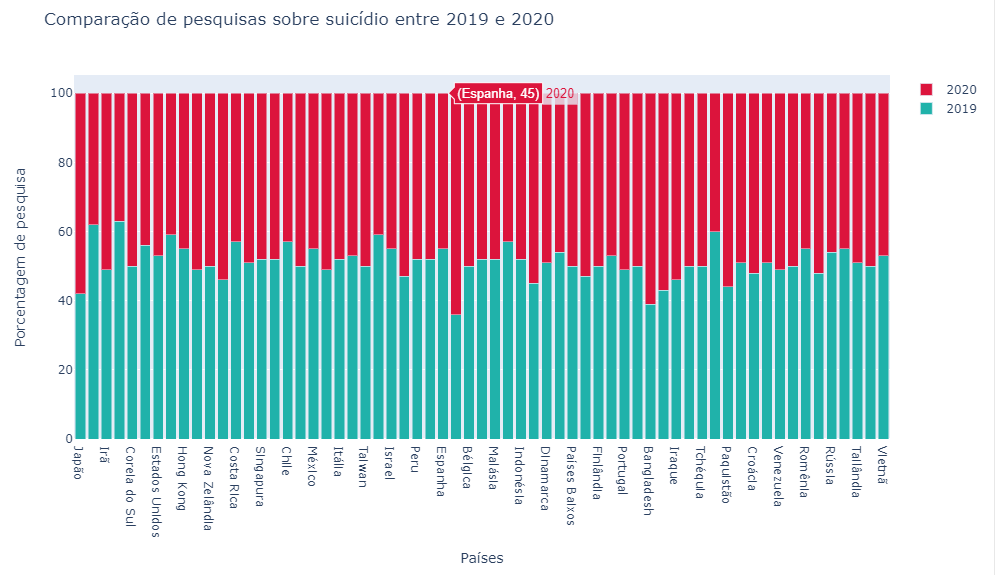 Comparação de pesquisas sobre suicídio entre 2019 e 2020
(Espanha, 45) 2020
2020
2019
Porcentagem de pesquisa
100
80
60
40
20
0
Japão
Irã
Coreia do Sul
Estados Unidos
Hong Kong
Nova Zelândia
Costa Rica
Singapura
Chile
México
Itália
Taiwan
Israel
Peru
Espanha
Bélgica
Malásia
Indonésia
Dinamarca
Países Baixos
Finlândia
Portugal
Bangladesh
Iraque
Tchéquia
Paquistão
Croácia
Venezuela
Romênia
Rússia
Tailândia
Vietnã
Países